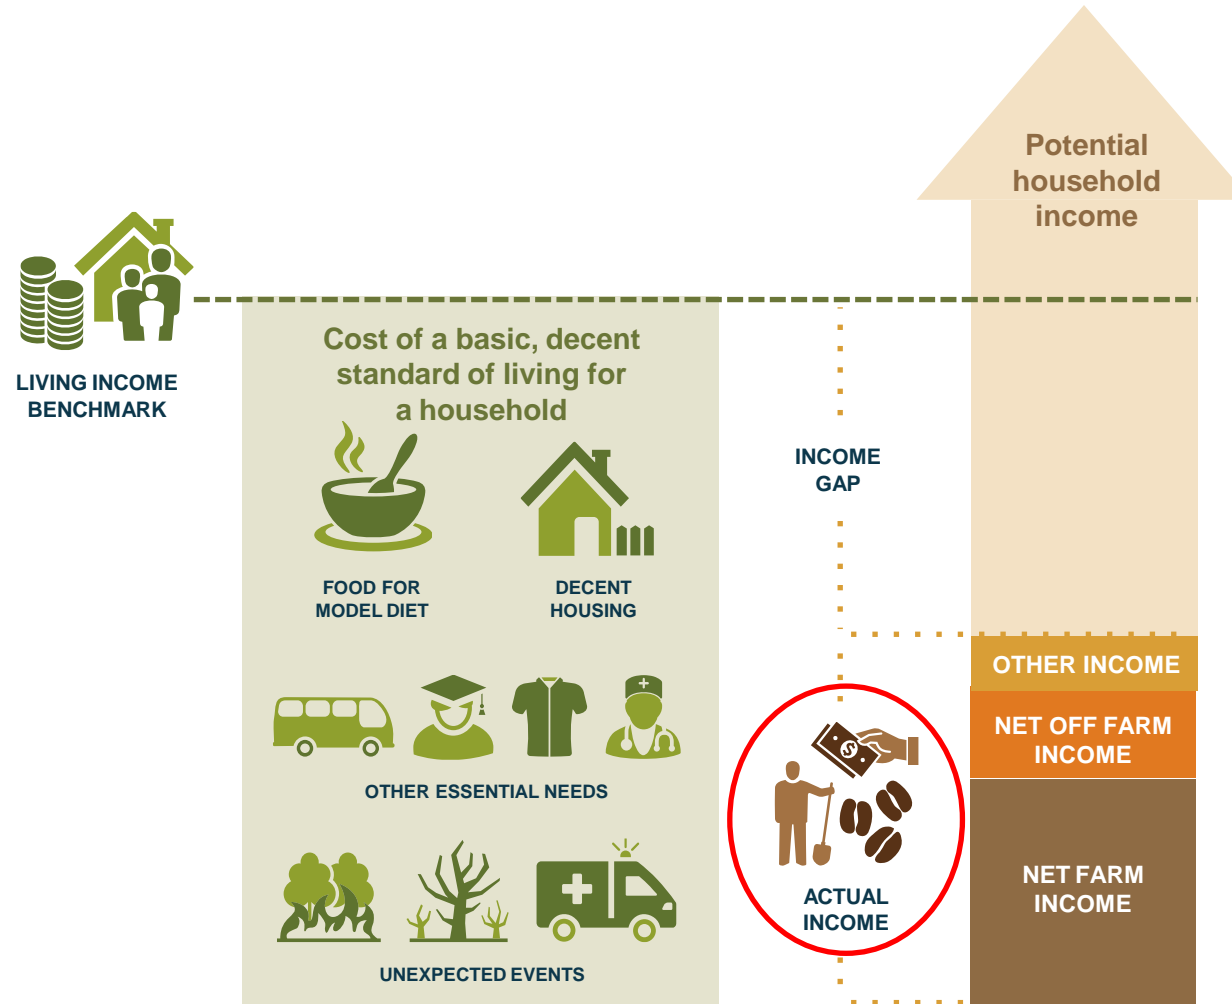 Potential
household
income
LIVING INCOME
BENCHMARK
Cost of a basic, decent
standard of living for
a household
FOOD FOR
MODEL DIET
DECENT
HOUSING
OTHER ESSENTIAL NEEDS
UNEXPECTED EVENTS
INCOME
GAP
$
ACTUAL
INCOME
OTHER INCOME
NET OFF FARM
INCOME
NET FARM
INCOME